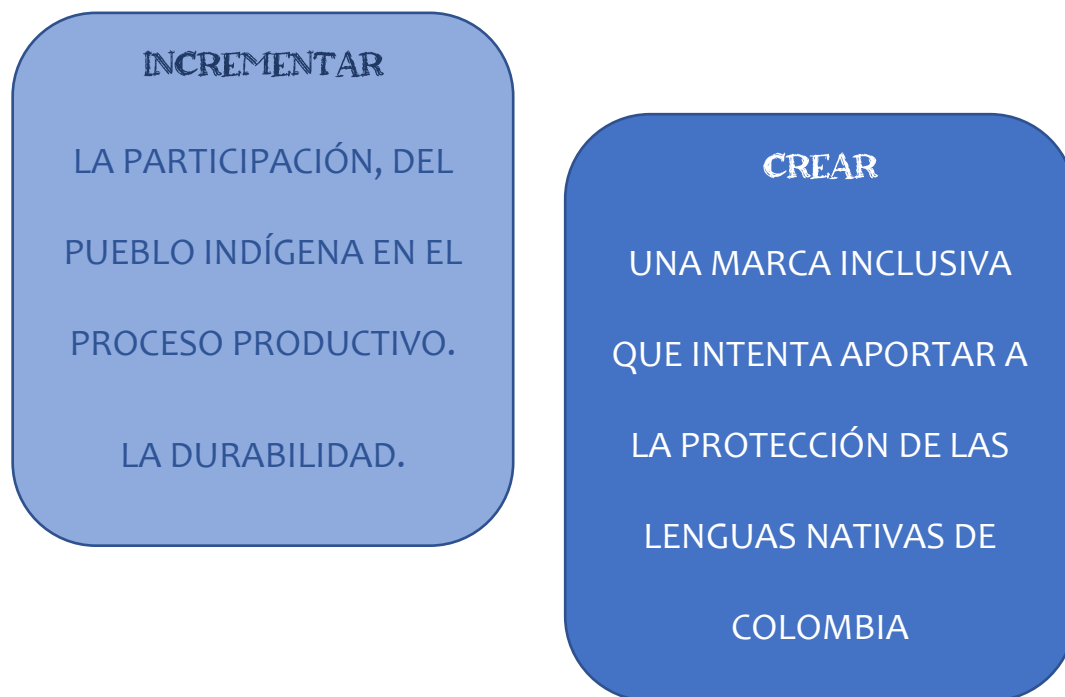 INCREMENTAR
LA PARTICIPACIÓN, DEL
PUEBLO INDÍGENA EN EL
PROCESO PRODUCTIVO.
LA DURABILIDAD.
CREAR
UNA MARCA INCLUSIVA
QUE INTENTA APORTAR A
LA PROTECCIÓN DE LAS
LENGUAS NATIVAS DE
COLOMBIA